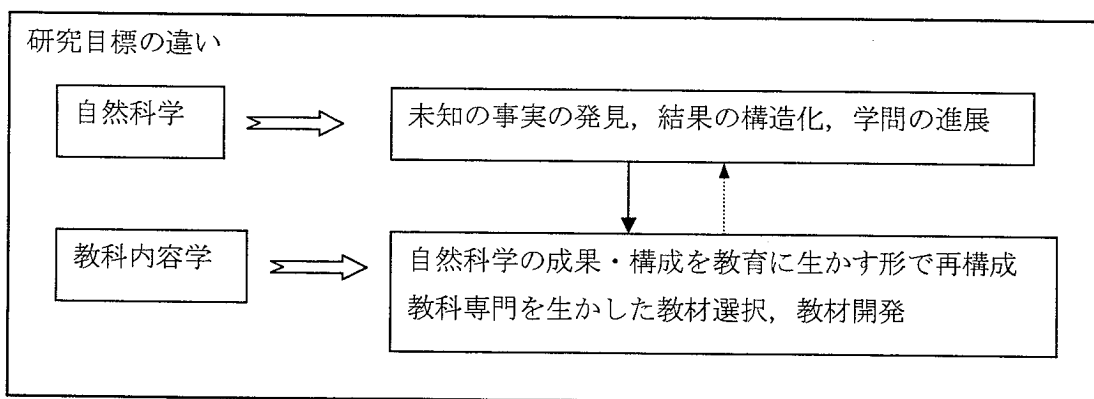 研究目標の違い
自然科学
未知の事実の発見，結果の構造化，学問の進展
教科内容学
自然科学の成果・構成を教育に生かす形で再構成
教科専門を生かした教材選択，教材開発